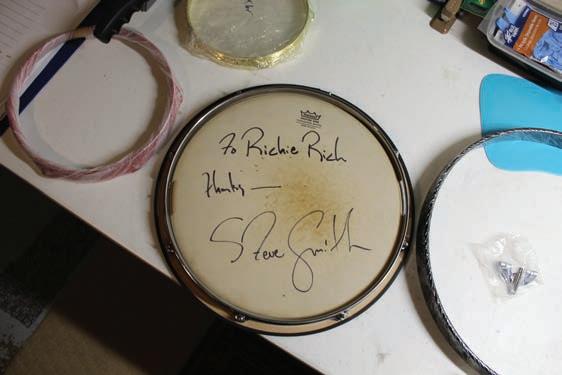 To Richie Rich
Thanks —
Steve Smith